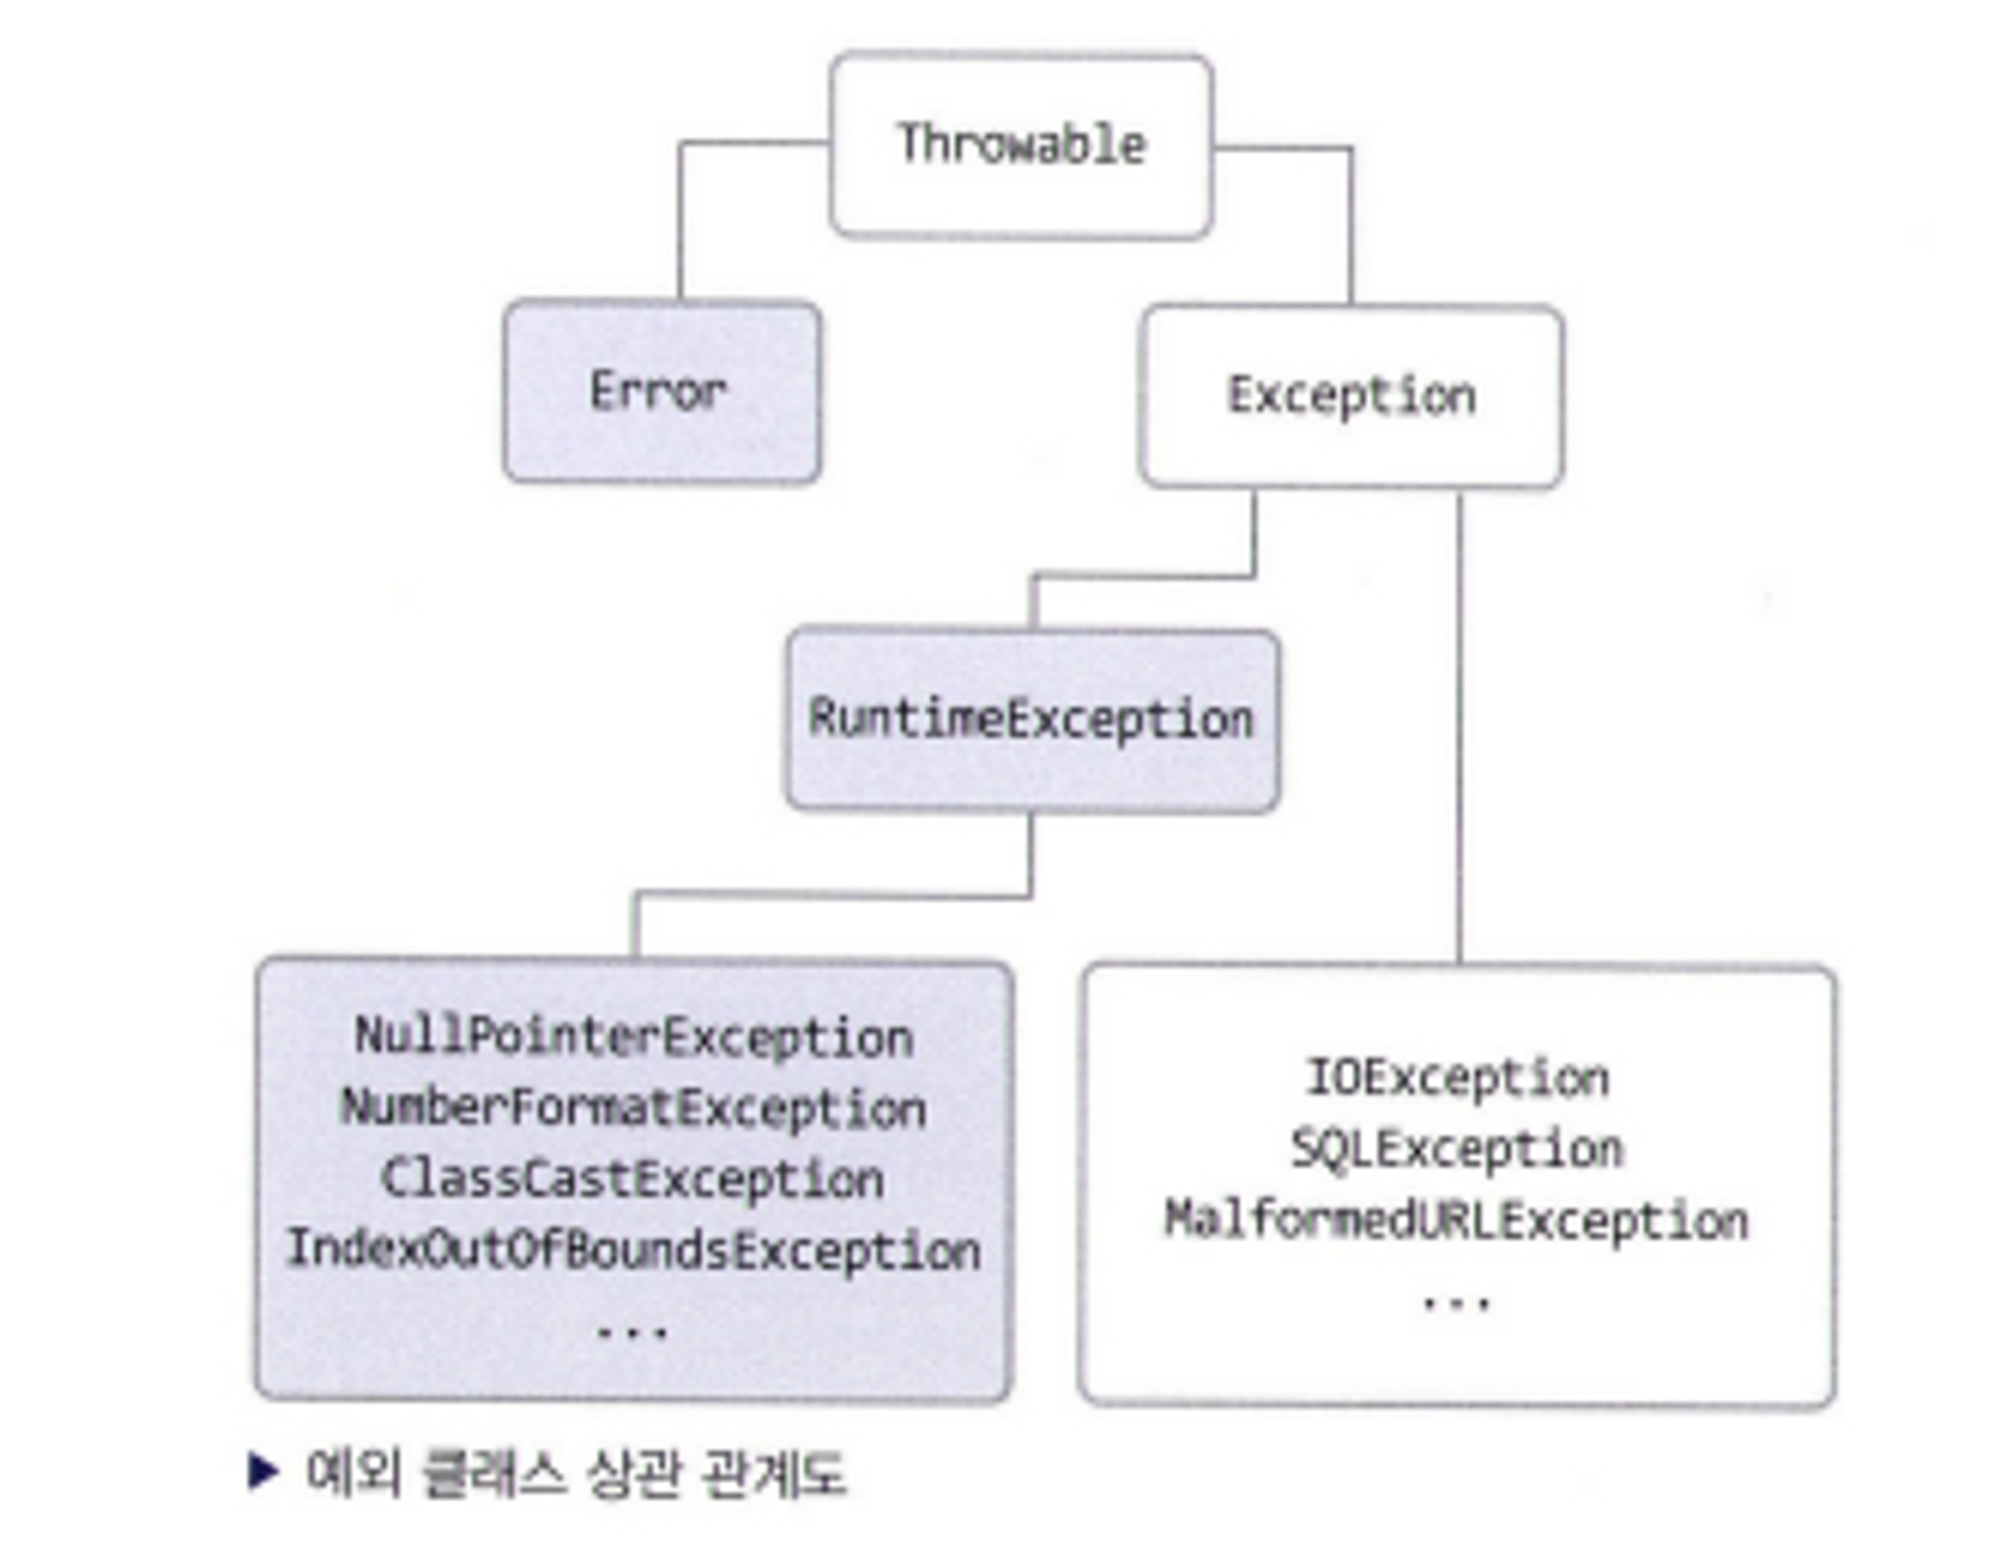 Throwable
Error
Exception
RuntimeException
NullPointerException
NumberFormatException
ClassCastException
IndexOutOfBoundsException
...
IOException
SQLException
MalformedURLException
...
▶ 예외 클래스 상관 관계도